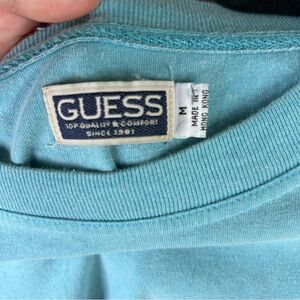 GUESS
TOP QUALITY & COMFORT
SINCE 1981
M
MADE IN
HONG KONG